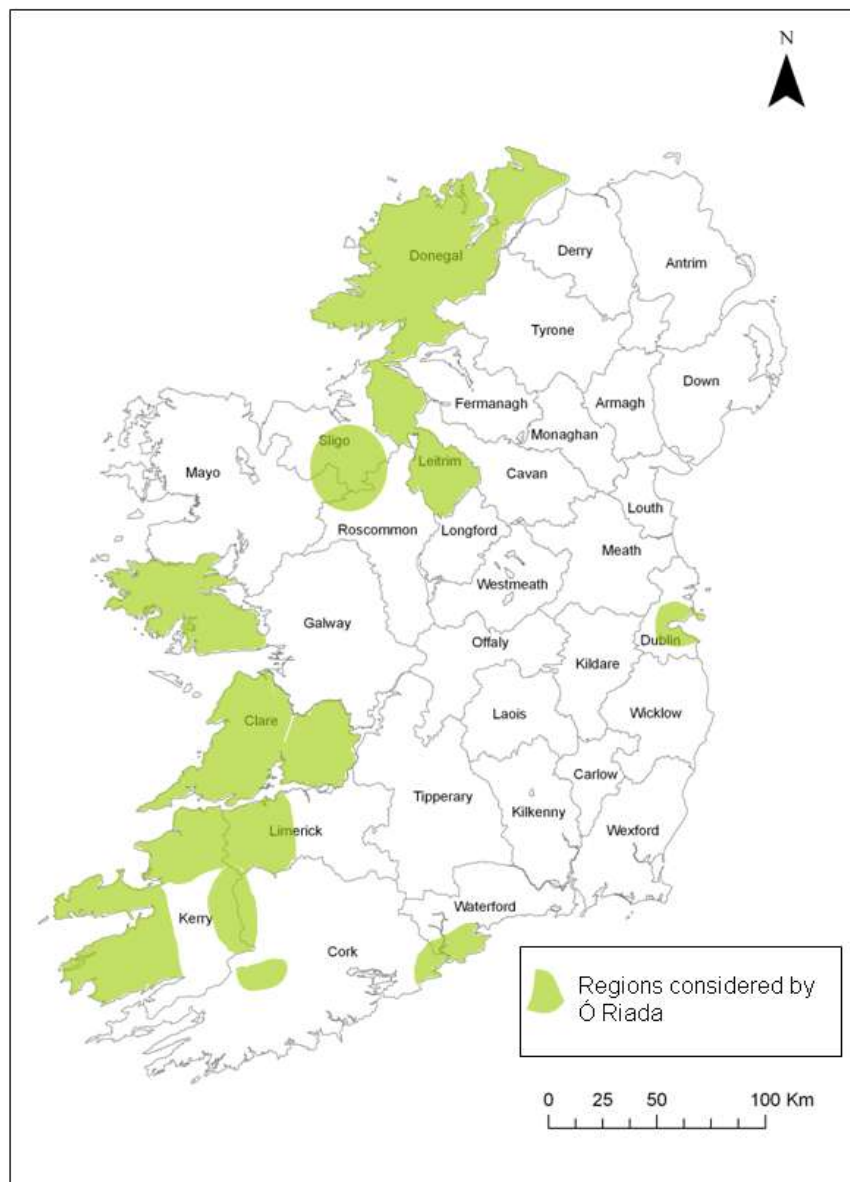 N
Donegal
Derry
Antrim
Tyrone
Fermanagh
Armagh
Down
Monaghan
Sligo
Leitrim
Cavan
Mayo
Louth
Roscommon
Longford
Meath
Westmeath
Galway
Offaly
Dublin
Kildare
Clare
Laois
Wicklow
Carlow
Tipperary
Kilkenny
Limerick
Wexford
Kerry
Waterford
Cork
Regions considered by
Ó Riada
0 25 50 100 Km